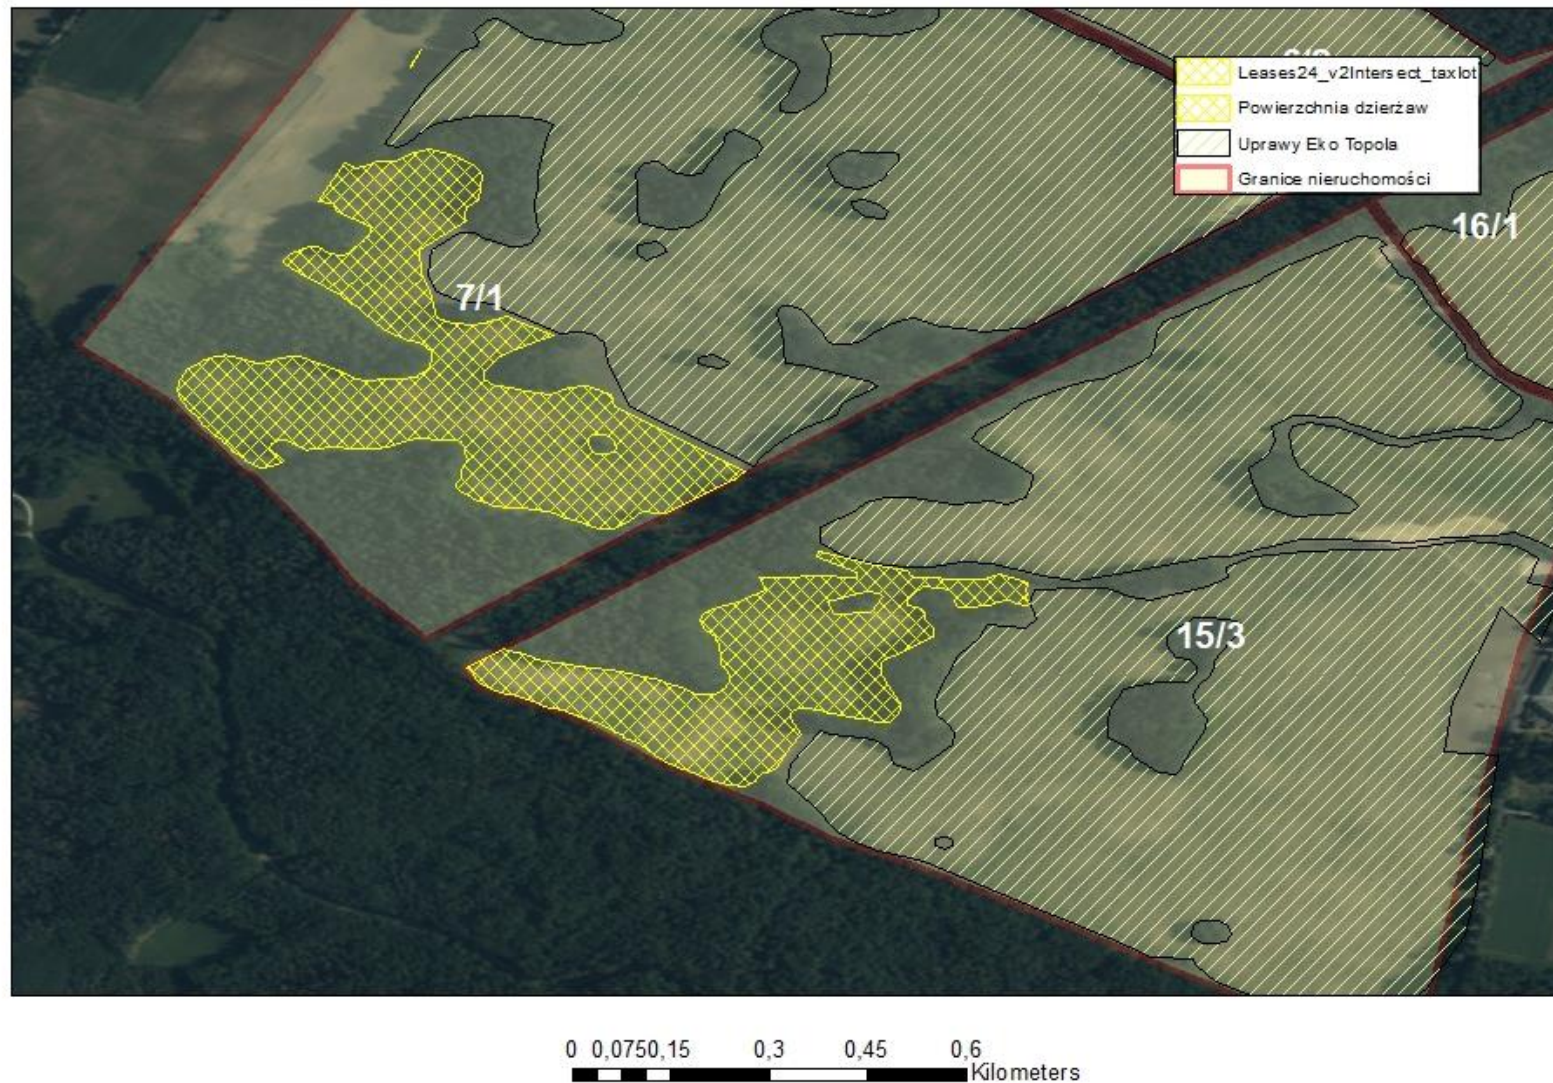 Leases24_v2Intersect_taxlot
Powierzchnia dzierżaw
Uprawy Eko Topola
Granice nieruchomości
16/1
7/1
15/3
0 0,0750,15 0,3 0,45 0,6
Kilometers